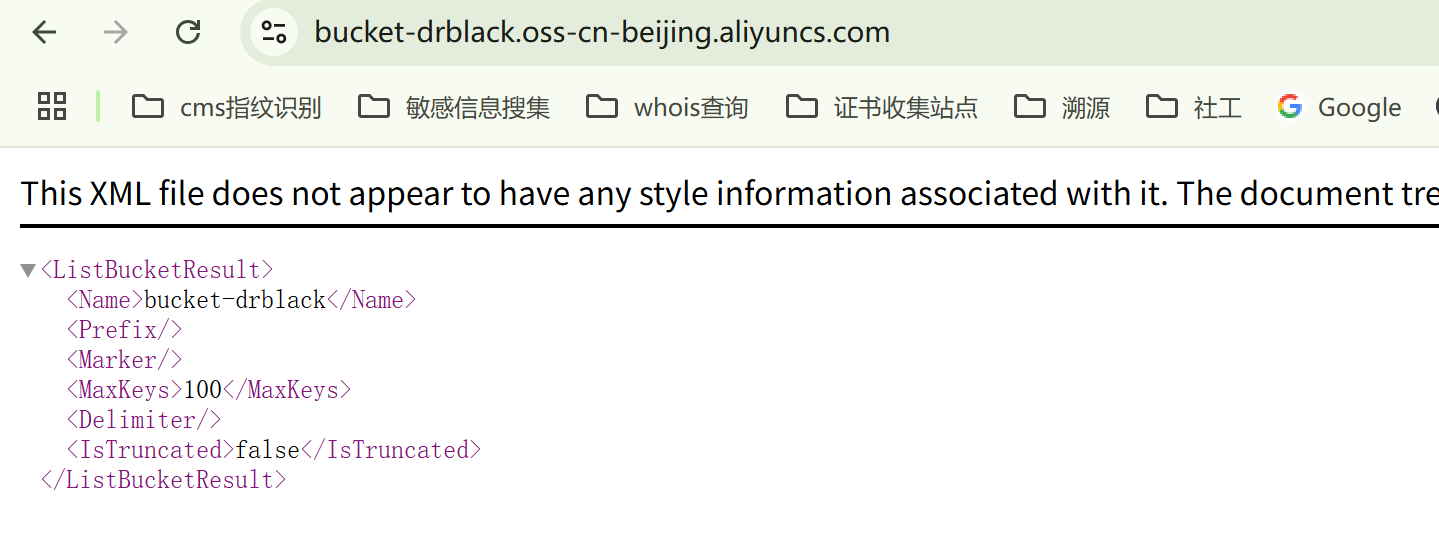 bucket-drblack.oss-cn-beijing.aliyuncs.com
cms指纹识别 敏感信息搜集 whois查询 证书收集站点 溯源 社工 Google
This XML file does not appear to have any style information associated with it. The document tre
▼<ListBucketResult>
<Name>bucket-drblack</Name>
<Prefix/>
<Marker/>
<MaxKeys>100</MaxKeys>
<Delimiter/>
<IsTruncated>false</IsTruncated>
</ListBucketResult>